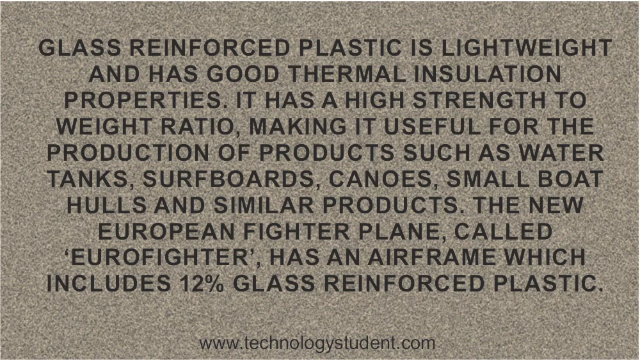 GLASS REINFORCED PLASTIC IS LIGHTWEIGHT
AND HAS GOOD THERMAL INSULATION
PROPERTIES. IT HAS A HIGH STRENGTH TO
WEIGHT RATIO, MAKING IT USEFUL FOR THE
PRODUCTION OF PRODUCTS SUCH AS WATER
TANKS, SURFBOARDS, CANOES, SMALL BOAT
HULLS AND SIMILAR PRODUCTS. THE NEW
EUROPEAN FIGHTER PLANE, CALLED
‘EUROFIGHTER’, HAS AN AIRFRAME WHICH
INCLUDES 12% GLASS REINFORCED PLASTIC.
www.technologystudent.com